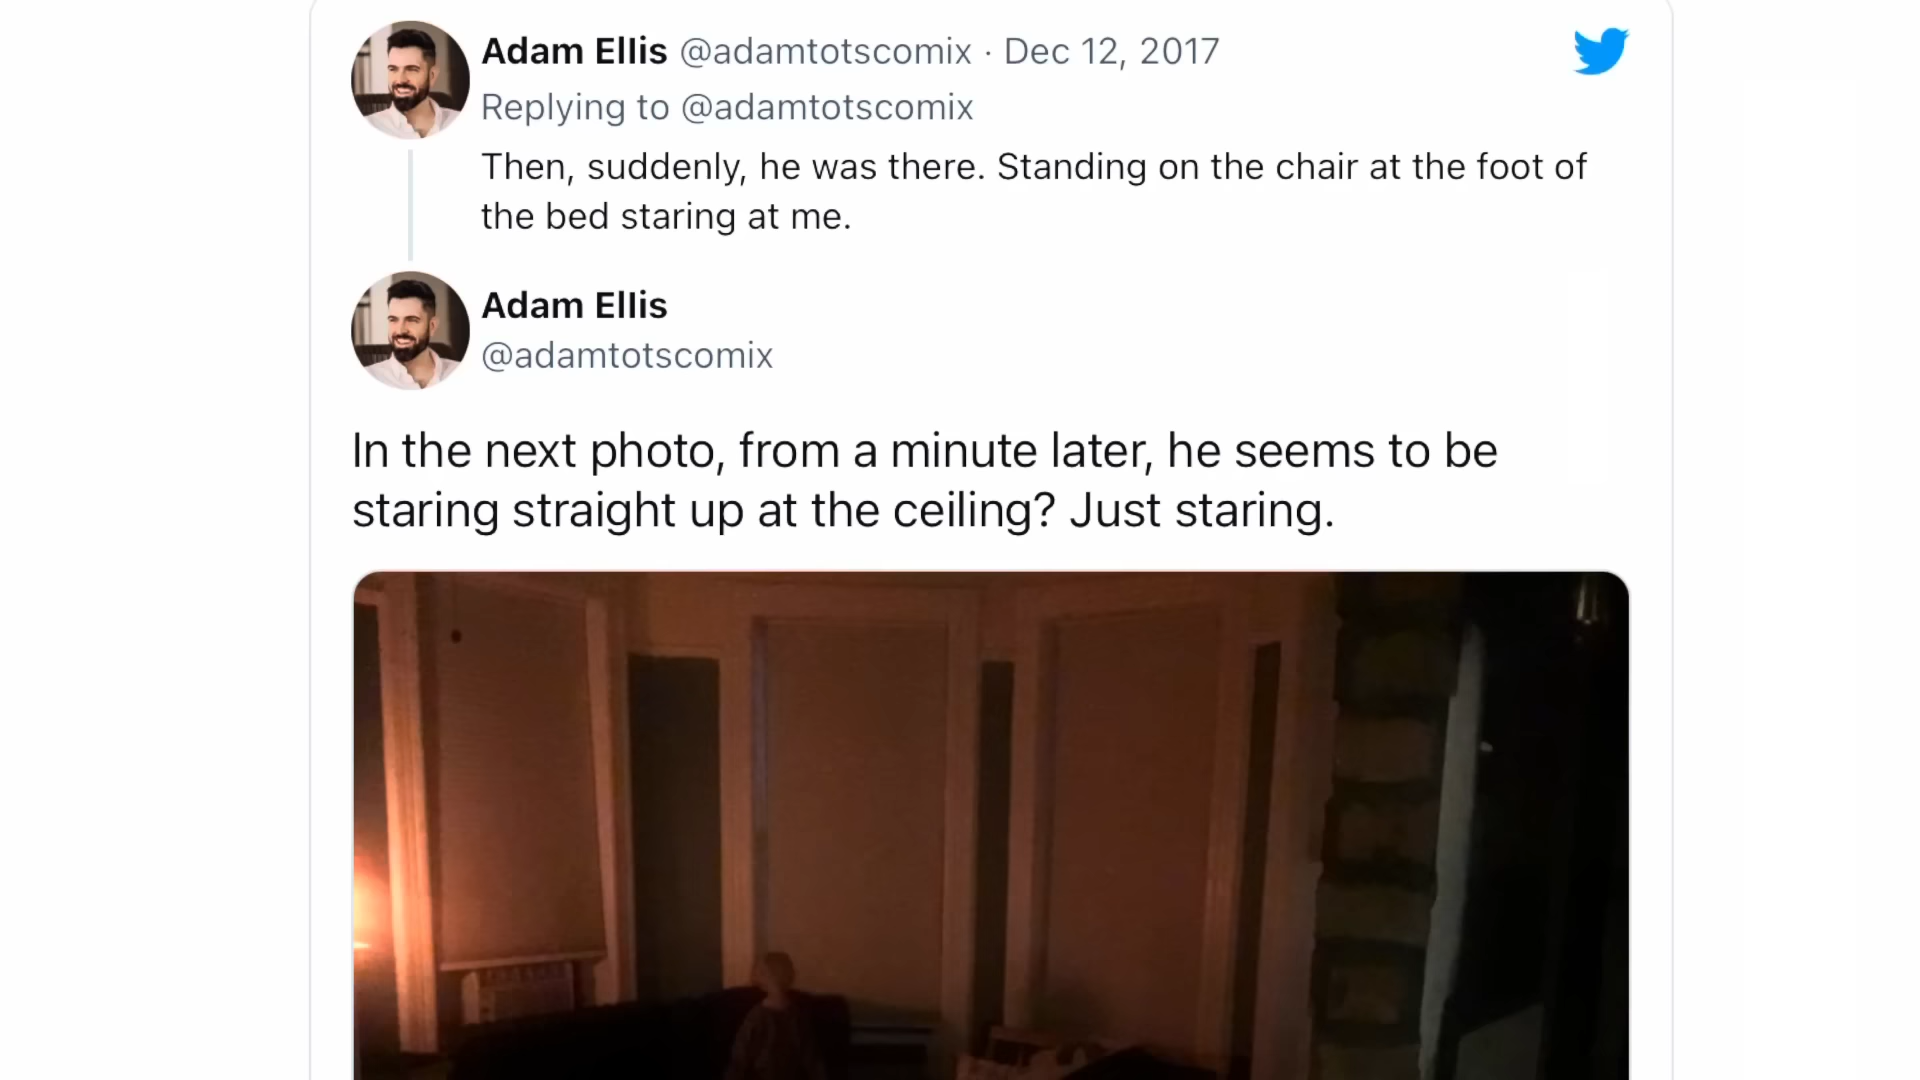 Adam Ellis @adamtotscomix · Dec 12, 2017
Replying to @adamtotscomix
Then, suddenly, he was there. Standing on the chair at the foot of
the bed staring at me.
Adam Ellis
@adamtotscomix
In the next photo, from a minute later, he seems to be
staring straight up at the ceiling? Just staring.